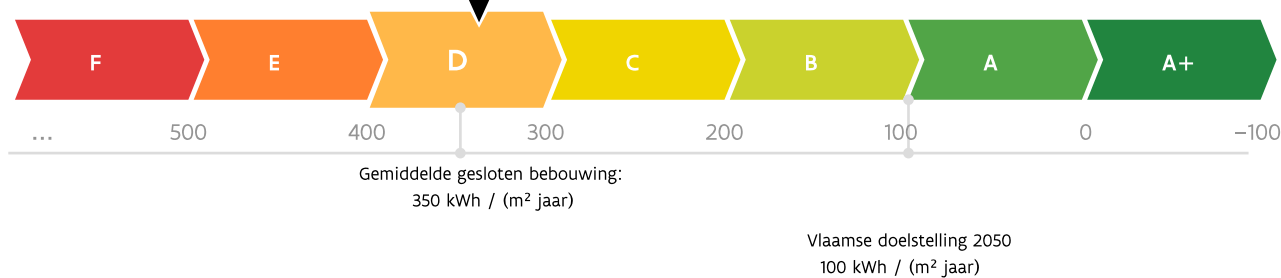 F E D C B A A+
... 500 400 300 200 100 0 −100
Gemiddelde gesloten bebouwing:
350 kWh / (m² jaar)
Vlaamse doelstelling 2050
100 kWh / (m² jaar)